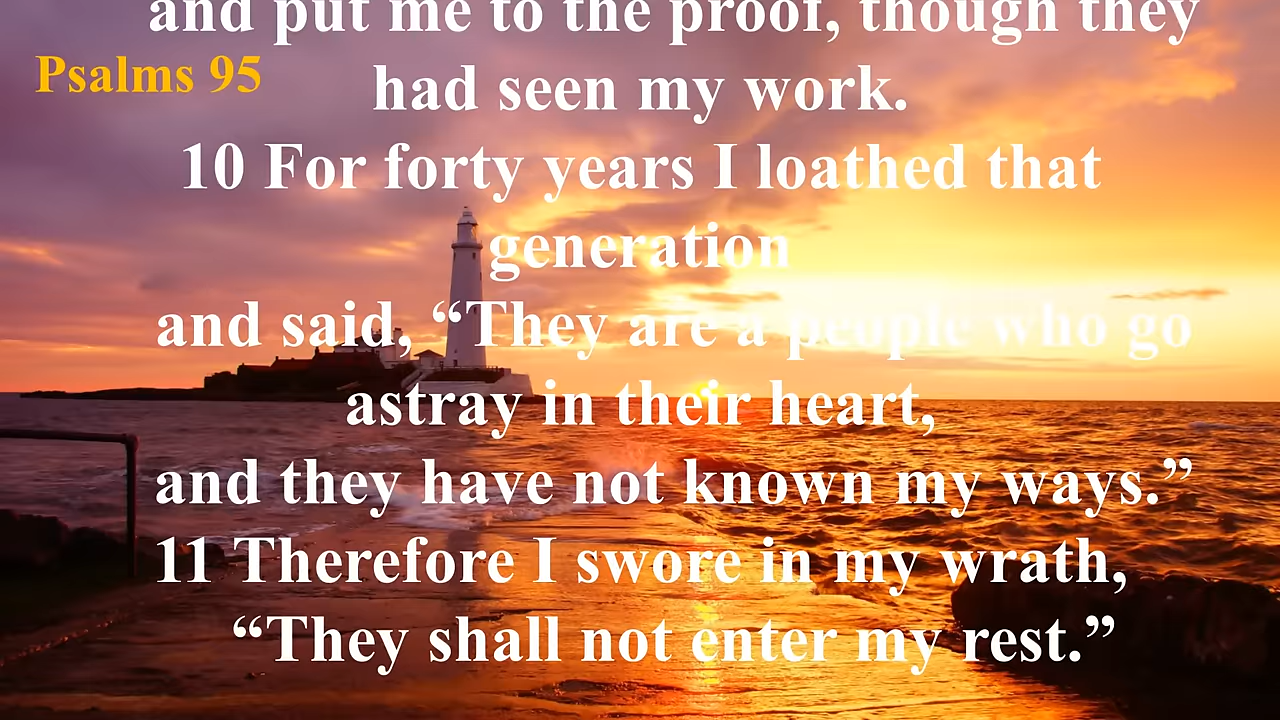 and put me to the proof, though they
Psalms 95
had seen my work.
10 For forty years I loathed that
generation
and said, “They are a people who go
astray in their heart,
and they have not known my ways.”
11 Therefore I swore in my wrath,
“They shall not enter my rest.”